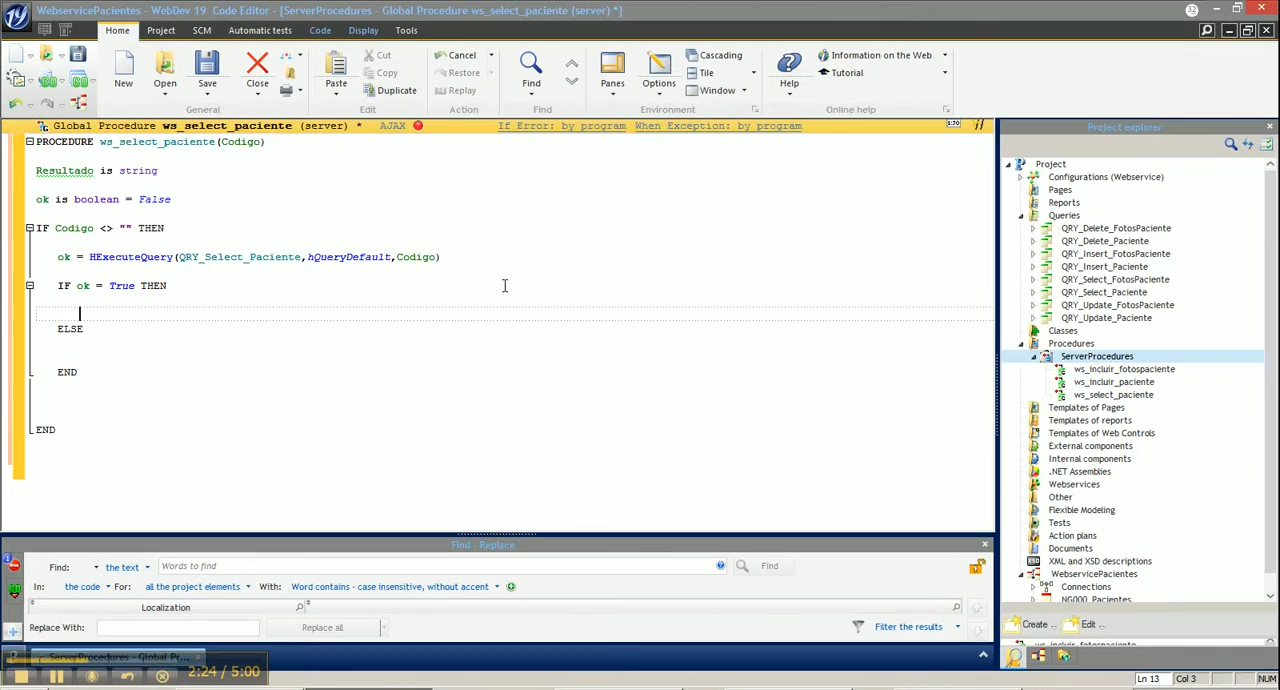 WebservicePacientes - WebDev 19 Code Editor - [ServerProcedures - Global Procedure ws_select_paciente (server) *]
32
19
Home Project SCM Automatic tests Code Display Tools
New Open Save Close General
Paste Cut Copy Duplicate Edit
Cancel Restore Replay Action
Find Find
Panes Options Cascading Tile Window Environment
Help Information on the Web Tutorial Online help
Global Procedure ws_select_paciente (server) * AJAX If Error: by program When Exception: by program
PROCEDURE ws_select_paciente(Codigo)
Resultado is string
ok is boolean = False
IF Codigo <> "" THEN
ok = HExecuteQuery(QRY_Select_Paciente,hQueryDefault,Codigo)
IF ok = True THEN
ELSE
END
END
Project explorer
Project
Configurations (Webservice)
Pages
Reports
Queries
QRY_Delete_FotosPaciente
QRY_Delete_Paciente
QRY_Insert_FotosPaciente
QRY_Insert_Paciente
QRY_Select_FotosPaciente
QRY_Select_Paciente
QRY_Update_FotosPaciente
QRY_Update_Paciente
Classes
Procedures
ServerProcedures
ws_incluir_fotospaciente
ws_incluir_paciente
ws_select_paciente
Templates of Pages
Templates of reports
Templates of Web Controls
External components
Internal components
.NET Assemblies
Webservices
Other
Flexible Modeling
Tests
Action plans
Documents
XML and XSD descriptions
WebservicePacientes
Connections
NG000_Pacientes
Create Edit
Find - Replace
Find: the text Words to find Find
In: the code For: all the project elements With: Word contains - case insensitive, without accent
Localization
Replace With: Replace all Filter the results
ServerProcedures - Global Pr...
2:24 / 5:00
Ln 13 Col 3 NUM